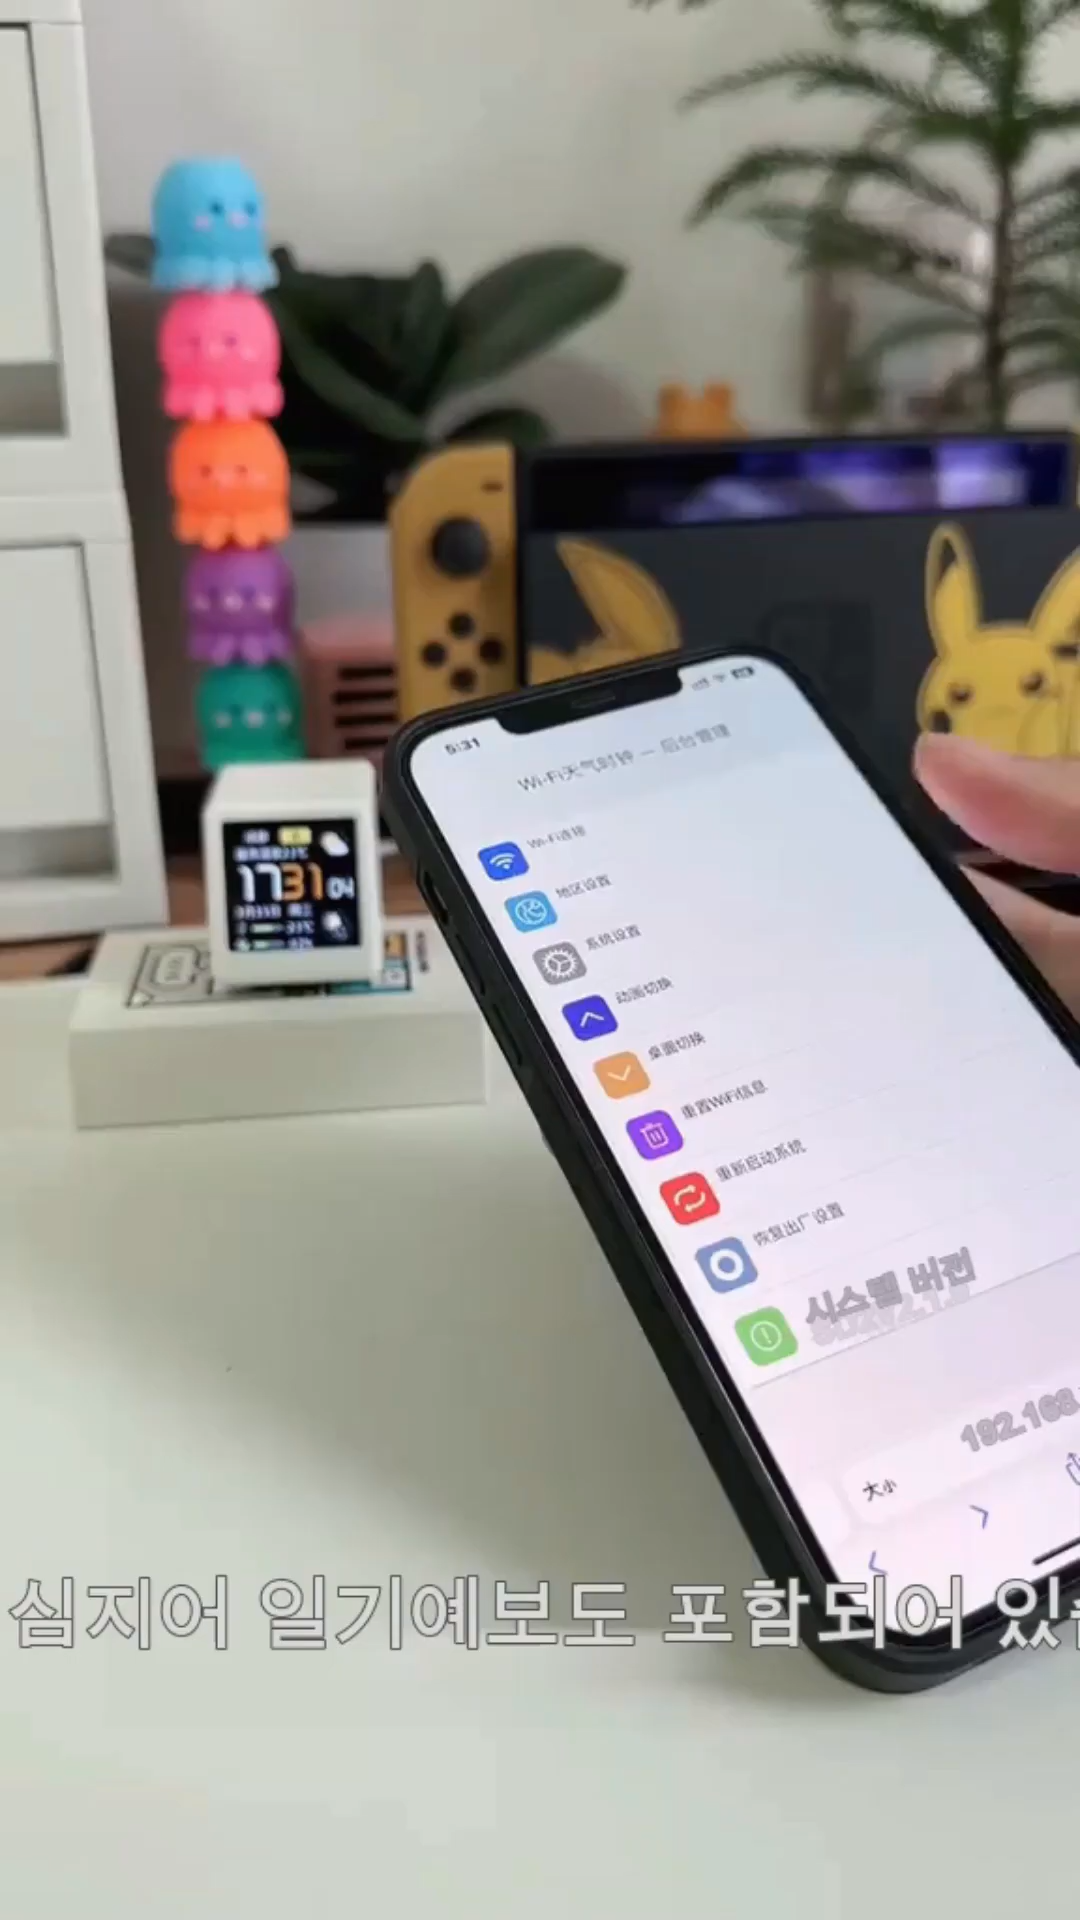 5:31
Wi-Fi天气时钟 — 后台管理
Wi-Fi连接
地区设置
系统设置
动画切换
桌面切换
重置WiFi信息
重新启动系统
恢复出厂设置
시스템 버전
192.168.
大小
1731 04
심지어 일기예보도 포함되어 있